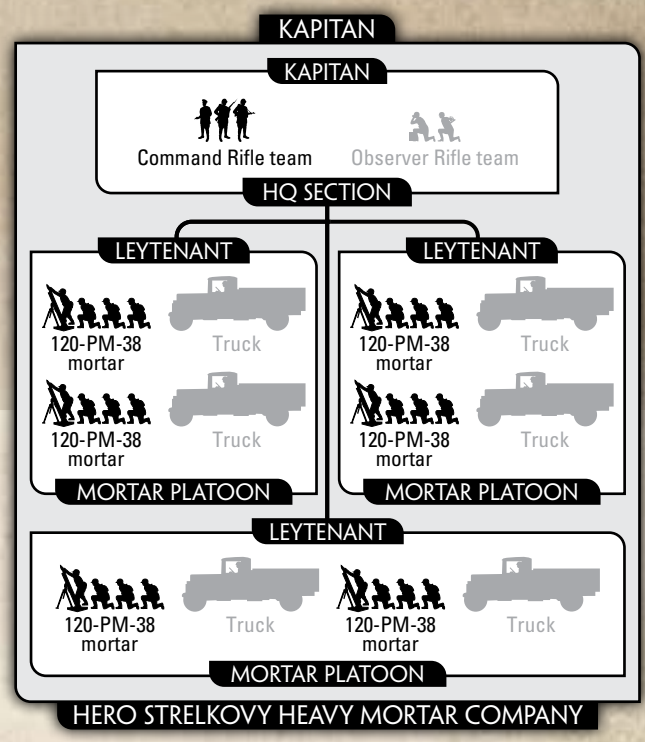 KAPITAN
KAPITAN
Command Rifle team
Observer Rifle team
HQ SECTION
LEYTENANT
120-PM-38
mortar
Truck
120-PM-38
mortar
Truck
MORTAR PLATOON
LEYTENANT
120-PM-38
mortar
Truck
120-PM-38
mortar
Truck
MORTAR PLATOON
LEYTENANT
120-PM-38
mortar
Truck
120-PM-38
mortar
Truck
MORTAR PLATOON
HERO STRELKOVY HEAVY MORTAR COMPANY